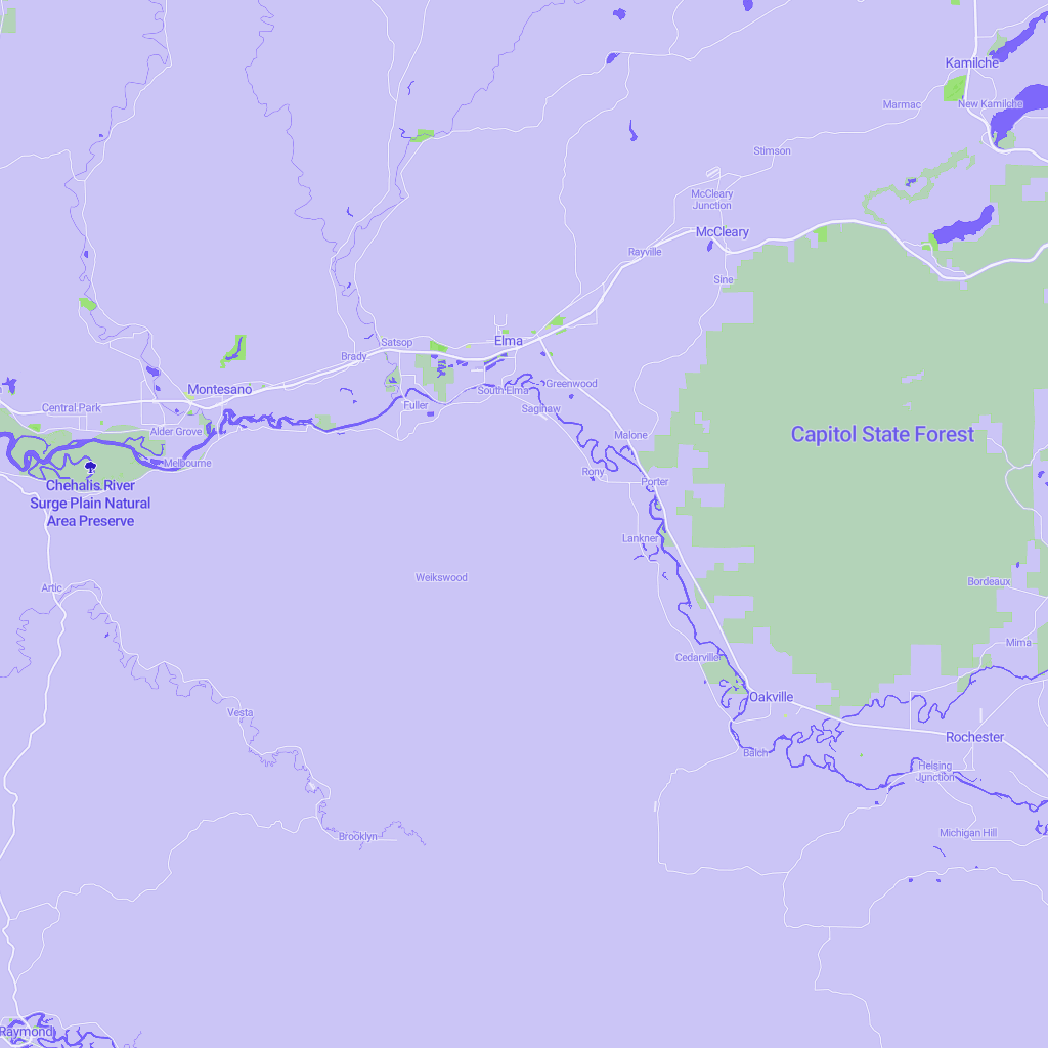 Kamilche
Marmac
New Kamilche
Stimson
McCleary
Junction
McCleary
Rayville
Sine
Elma
Satsop
Brady
Greenwood
South Elma
Montesano
Fuller
Saginaw
Central Park
Alder Grove
Malone
Capitol State Forest
Melbourne
Rony
Porter
Chehalis River
Surge Plain Natural
Area Preserve
Lankner
Weikswood
Bordeaux
Artic
Mima
Cedarville
Oakville
Vesta
Rochester
Balch
Helsing
Junction
Michigan Hill
Brooklyn
Raymond